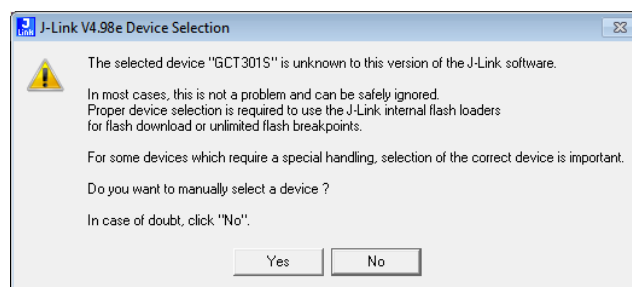 J-Link V4.98e Device Selection
The selected device "GCT301S" is unknown to this version of the J-Link software.
In most cases, this is not a problem and can be safely ignored.
Proper device selection is required to use the J-Link internal flash loaders
for flash download or unlimited flash breakpoints.
For some devices which require a special handling, selection of the correct device is important.
Do you want to manually select a device ?
In case of doubt, click "No".
Yes
No